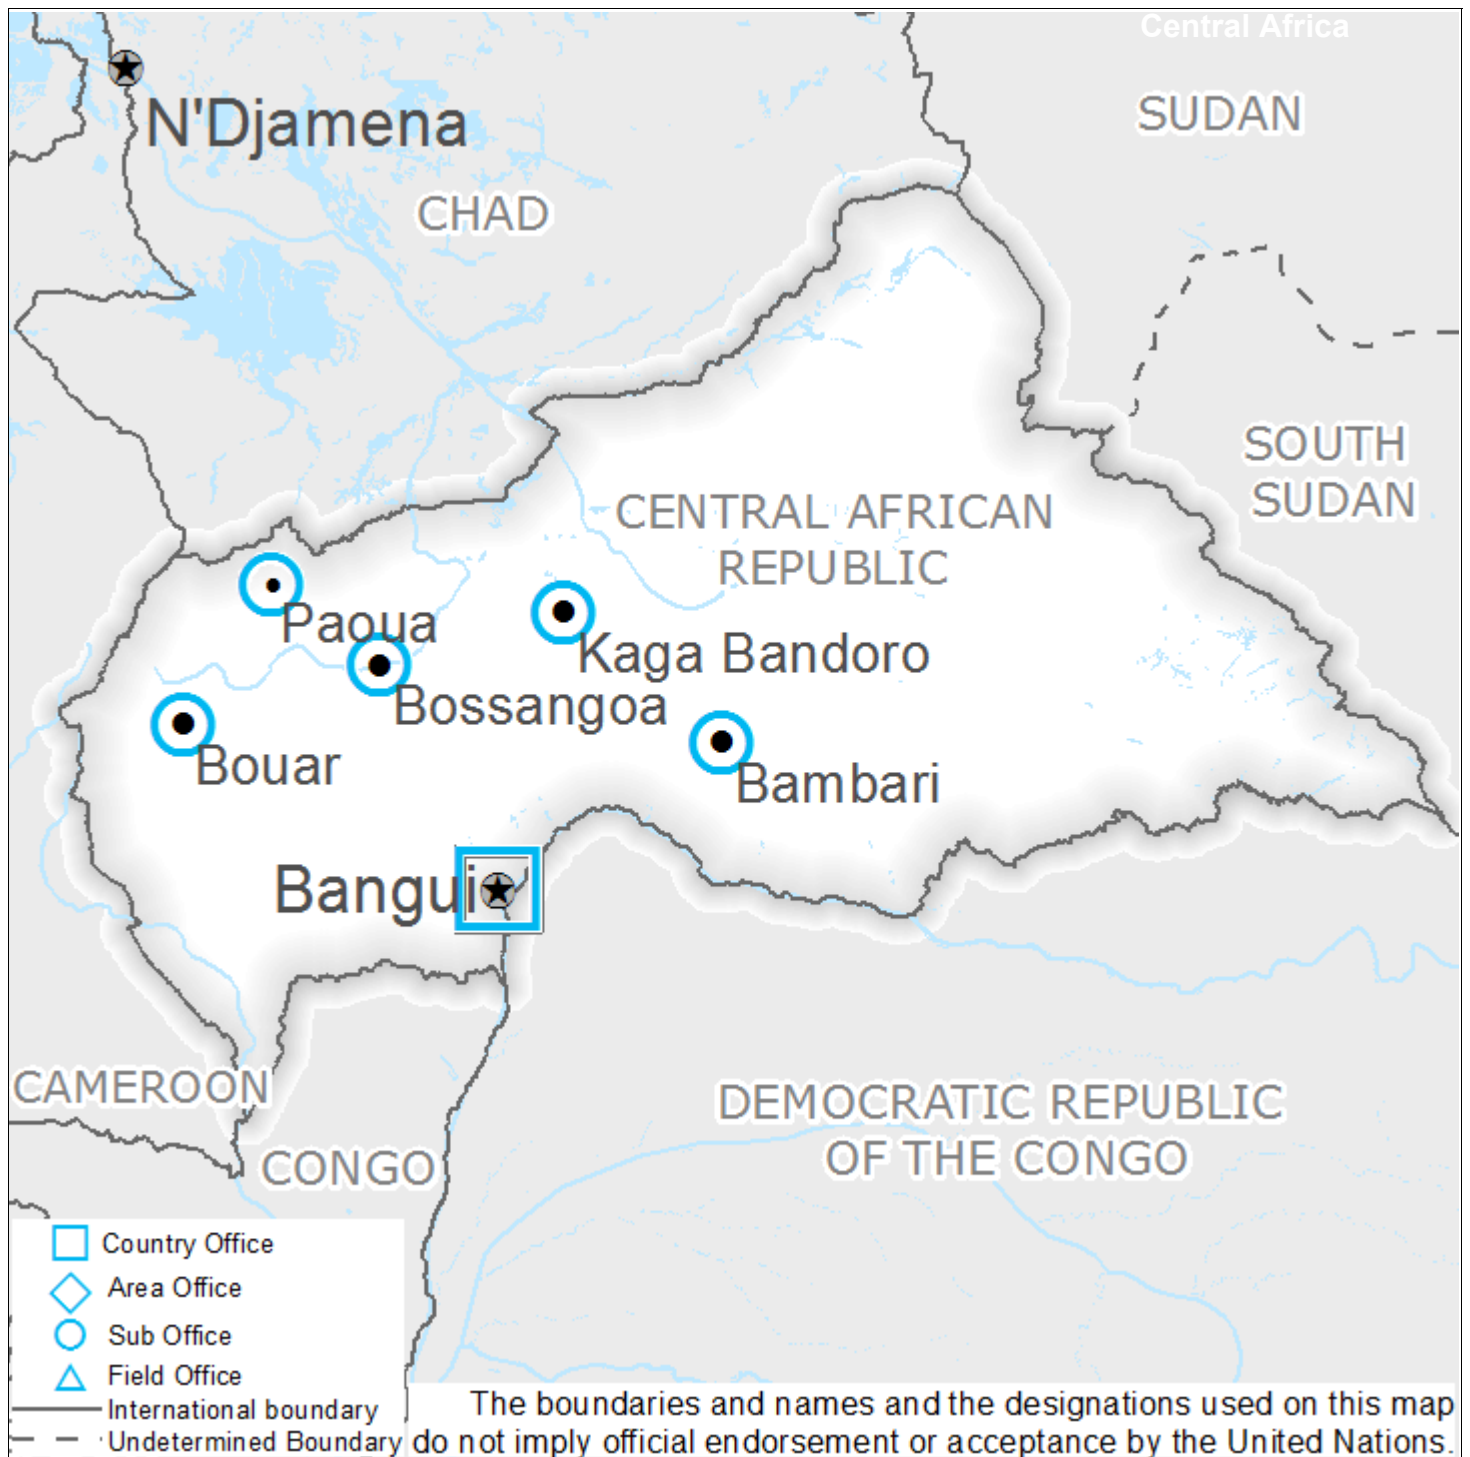 Central Africa
N'Djamena
SUDAN
CHAD
SOUTH
SUDAN
CENTRAL AFRICAN
REPUBLIC
Paoua
Kaga Bandoro
Bossangoa
Bouar
Bambari
Bangui
CAMEROON
DEMOCRATIC REPUBLIC
OF THE CONGO
CONGO
Country Office
Area Office
Sub Office
Field Office
International boundary
Undetermined Boundary
The boundaries and names and the designations used on this map
do not imply official endorsement or acceptance by the United Nations.